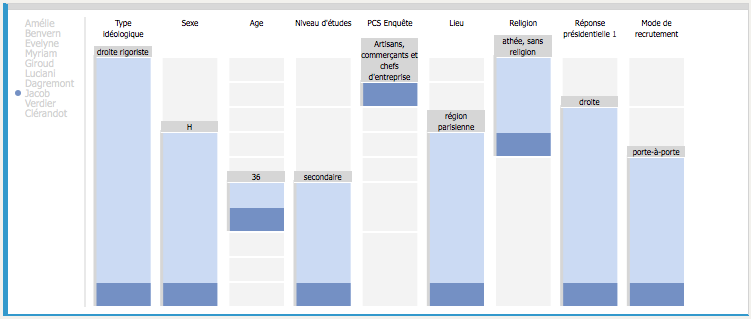 Amélie
Benvern
Evelyne
Myriam
Giroud
Luciani
Dagremont
Jacob
Verdier
Clérandot
Type
idéologique
droite rigoriste
Sexe
H
Age
36
Niveau d'études
secondaire
PCS Enquête
Artisans,
commerçants et
chefs
d'entreprise
Lieu
région
parisienne
Religion
athée, sans
religion
Réponse
présidentielle 1
droite
Mode de
recrutement
porte-à-porte